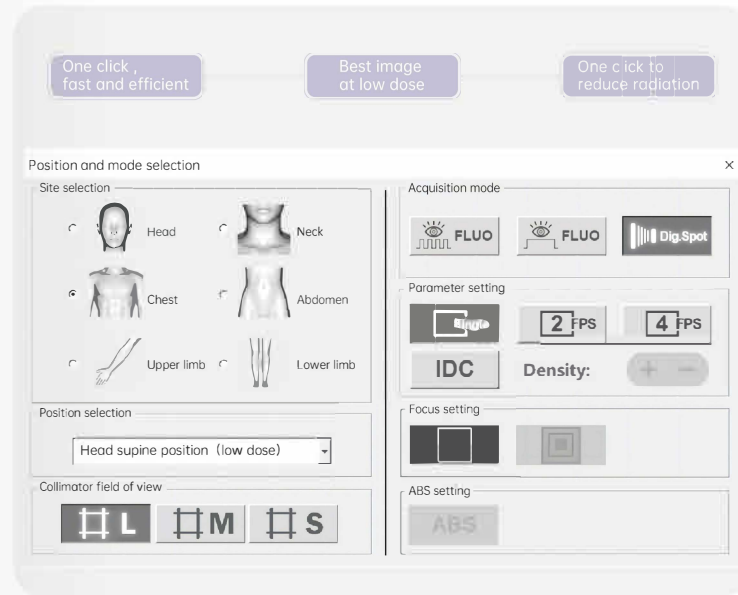 One click ,
fast and efficient
Best image
at low dose
One c ick to
reduce radiation
Position and mode selection
×
Site selection
Head
Neck
Chest
Abdomen
Upper limb
Lower limb
Position selection
Head supine position (low dose)
Collimator field of view
L
M
S
Acquisition mode
FLUO
FLUO
Dig.Spot
Parameter setting
Single
2 FPS
4 FPS
IDC
Density:
+ -
Focus setting
ABS setting
ABS